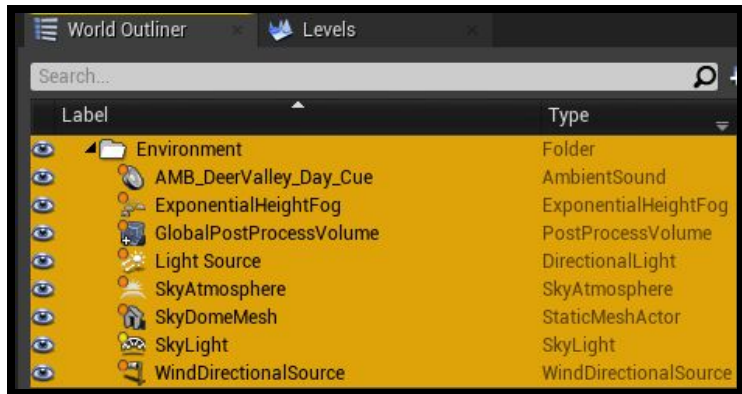 World Outliner Levels
Search...
Label Type
Environment Folder
AMB_DeerValley_Day_Cue AmbientSound
ExponentialHeightFog ExponentialHeightFog
GlobalPostProcessVolume PostProcessVolume
Light Source DirectionalLight
SkyAtmosphere SkyAtmosphere
SkyDomeMesh StaticMeshActor
SkyLight SkyLight
WindDirectionalSource WindDirectionalSource